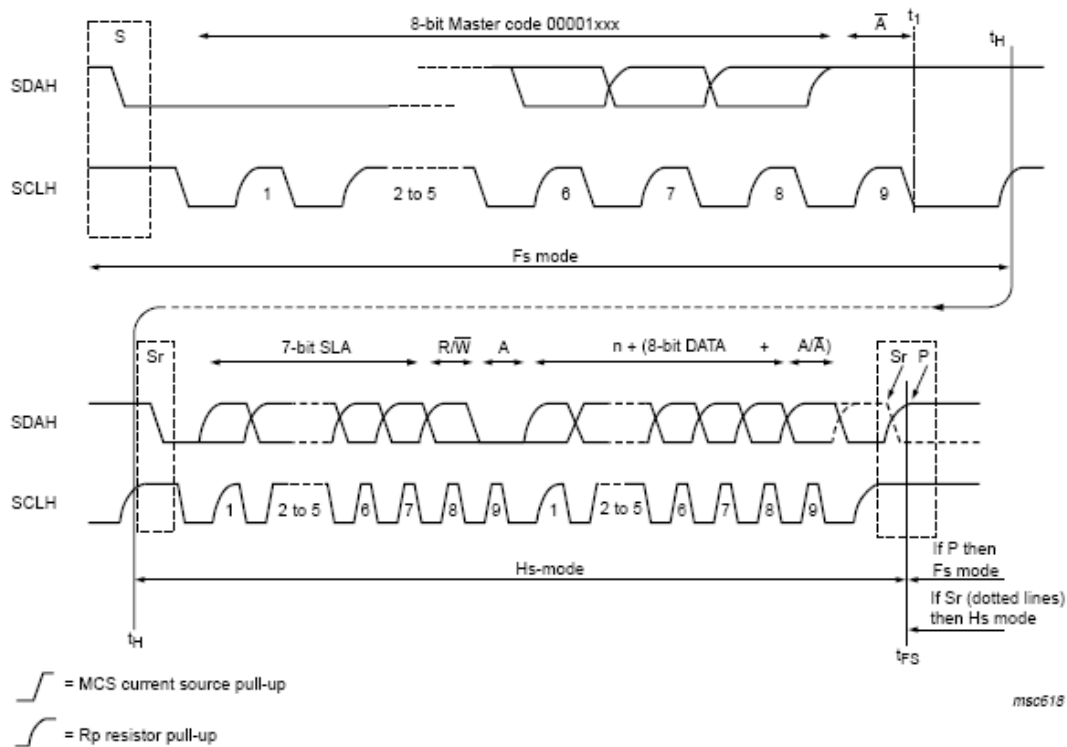 S
8-bit Master code 00001xxx
A̅
t1
tH
SDAH
SCLH
1
2 to 5
6
7
8
9
Fs mode
Sr
7-bit SLA
R/W̅
A
n + (8-bit DATA + A/A̅)
Sr P
SDAH
SCLH
1
2 to 5
6
7
8
9
1
2 to 5
6
7
8
9
If P then
Fs mode
Hs-mode
If Sr (dotted lines)
then Hs mode
tH
tFS
= MCS current source pull-up
msc618
= Rp resistor pull-up